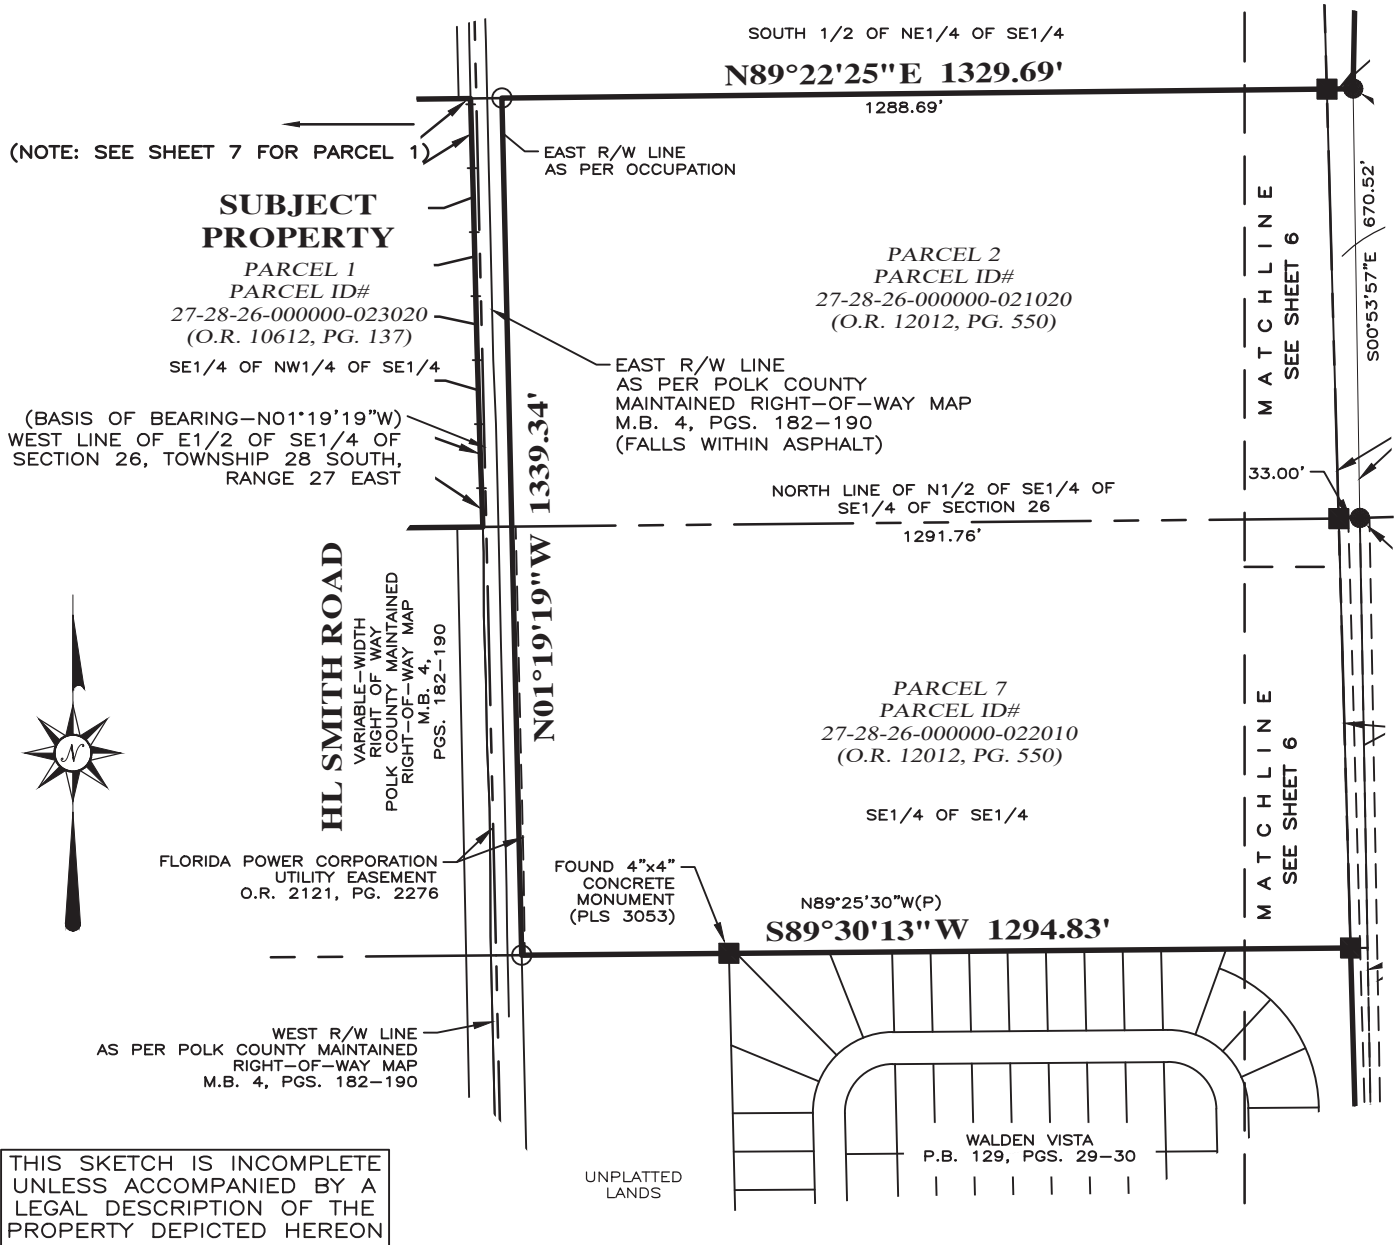 SOUTH 1/2 OF NE1/4 OF SE1/4
N89°22'25"E 1329.69'
1288.69'
(NOTE: SEE SHEET 7 FOR PARCEL 1)
EAST R/W LINE
AS PER OCCUPATION
SUBJECT
PROPERTY
PARCEL 1
PARCEL ID#
27-28-26-000000-023020
(O.R. 10612, PG. 137)
SE1/4 OF NW1/4 OF SE1/4
PARCEL 2
PARCEL ID#
27-28-26-000000-021020
(O.R. 12012, PG. 550)
MATCHLINE
SEE SHEET 6
S00°53'57"E 670.52'
EAST R/W LINE
AS PER POLK COUNTY
MAINTAINED RIGHT-OF-WAY MAP
M.B. 4, PGS. 182-190
(FALLS WITHIN ASPHALT)
(BASIS OF BEARING-N01°19'19"W)
WEST LINE OF E1/2 OF SE1/4 OF
SECTION 26, TOWNSHIP 28 SOUTH,
RANGE 27 EAST
N01°19'19"W 1339.34'
33.00'
NORTH LINE OF N1/2 OF SE1/4 OF
SE1/4 OF SECTION 26
1291.76'
HL SMITH ROAD
VARIABLE-WIDTH
RIGHT OF WAY
POLK COUNTY MAINTAINED
RIGHT-OF-WAY MAP
M.B. 4,
PGS. 182-190
N
PARCEL 7
PARCEL ID#
27-28-26-000000-022010
(O.R. 12012, PG. 550)
SE1/4 OF SE1/4
MATCHLINE
SEE SHEET 6
FLORIDA POWER CORPORATION
UTILITY EASEMENT
O.R. 2121, PG. 2276
FOUND 4"x4"
CONCRETE
MONUMENT
(PLS 3053)
N89°25'30"W(P)
S89°30'13"W 1294.83'
WEST R/W LINE
AS PER POLK COUNTY MAINTAINED
RIGHT-OF-WAY MAP
M.B. 4, PGS. 182-190
WALDEN VISTA
P.B. 129, PGS. 29-30
UNPLATTED
LANDS
THIS SKETCH IS INCOMPLETE
UNLESS ACCOMPANIED BY A
LEGAL DESCRIPTION OF THE
PROPERTY DEPICTED HEREON